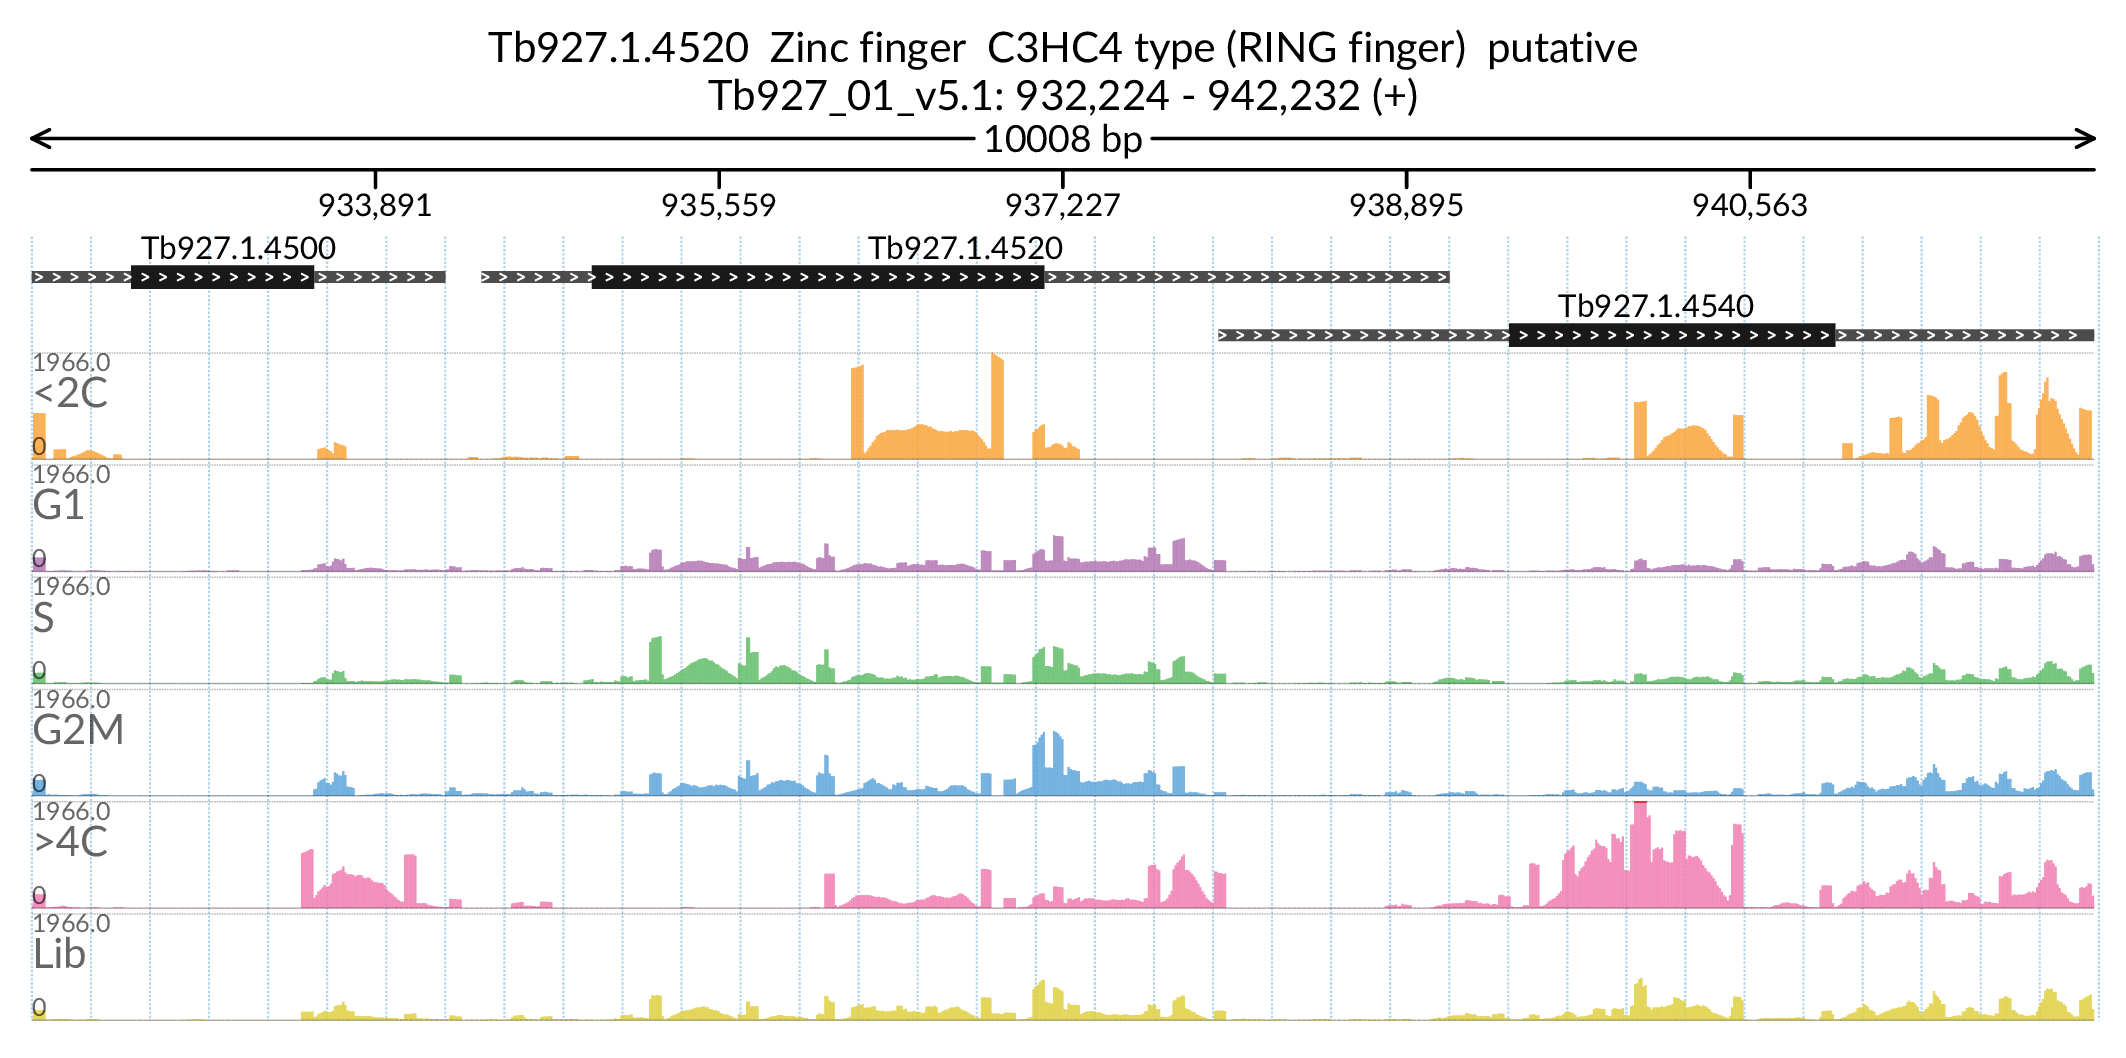 Tb927.1.4520  Zinc finger  C3HC4 type (RING finger)  putative
Tb927_01_v5.1: 932,224 - 942,232 (+)
10008 bp
933,891 935,559 937,227 938,895 940,563
Tb927.1.4500 Tb927.1.4520
Tb927.1.4540
1966.0
<2C
0
1966.0
G1
0
1966.0
S
0
1966.0
G2M
0
1966.0
>4C
0
1966.0
Lib
0